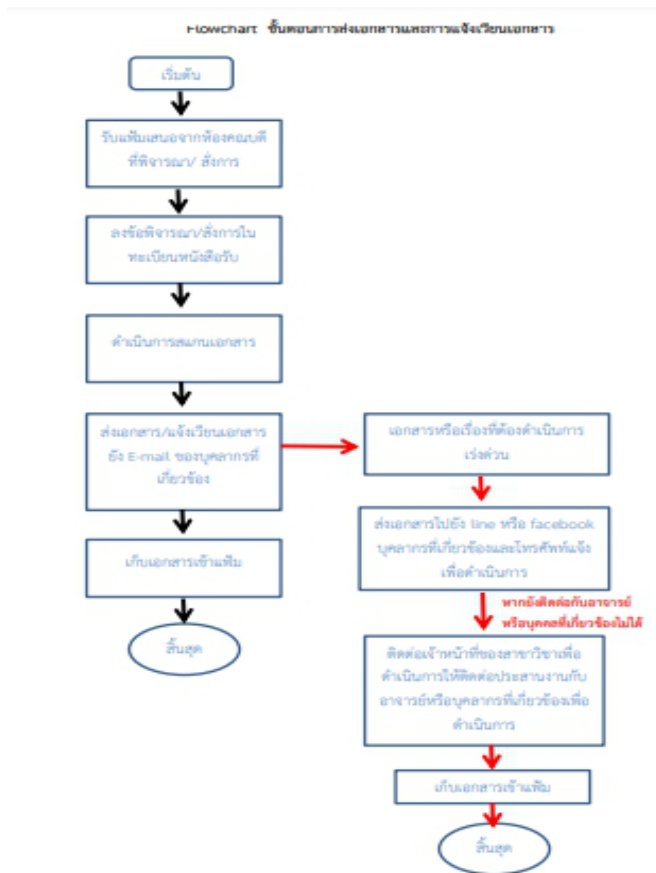 Flowchart ขั้นตอนการส่งเอกสารและการแจ้งเวียนเอกสาร
เริ่มต้น
รับแฟ้มเสนอจากห้องคณบดี
ที่พิจารณา/ สั่งการ
ลงข้อพิจารณา/สั่งการใน
ทะเบียนหนังสือรับ
ดำเนินการสแกนเอกสาร
ส่งเอกสาร/แจ้งเวียนเอกสาร
ยัง E-mail ของบุคลากรที่
เกี่ยวข้อง
เก็บเอกสารเข้าแฟ้ม
สิ้นสุด
เอกสารหรือเรื่องที่ต้องดำเนินการ
เร่งด่วน
ส่งเอกสารไปยัง line หรือ facebook
บุคลากรที่เกี่ยวข้องและโทรศัพท์แจ้ง
เพื่อดำเนินการ
หากยังติดต่อกับอาจารย์
หรือบุคคลที่เกี่ยวข้องไม่ได้
ติดต่อเจ้าหน้าที่ของสาขาวิชาเพื่อ
ดำเนินการให้ติดต่อประสานงานกับ
อาจารย์หรือบุคลากรที่เกี่ยวข้องเพื่อ
ดำเนินการ
เก็บเอกสารเข้าแฟ้ม
สิ้นสุด